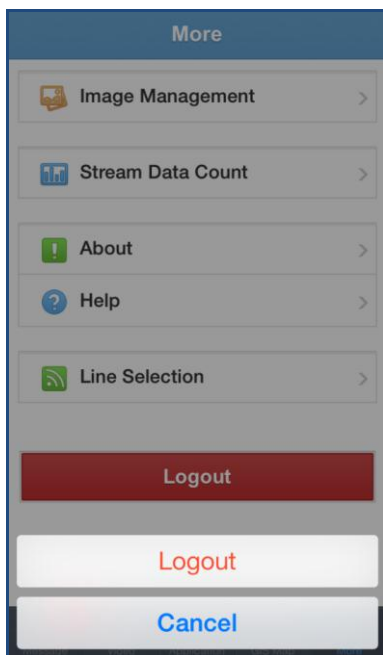 More
Image Management
Stream Data Count
About
Help
Line Selection
Logout
Logout
Cancel